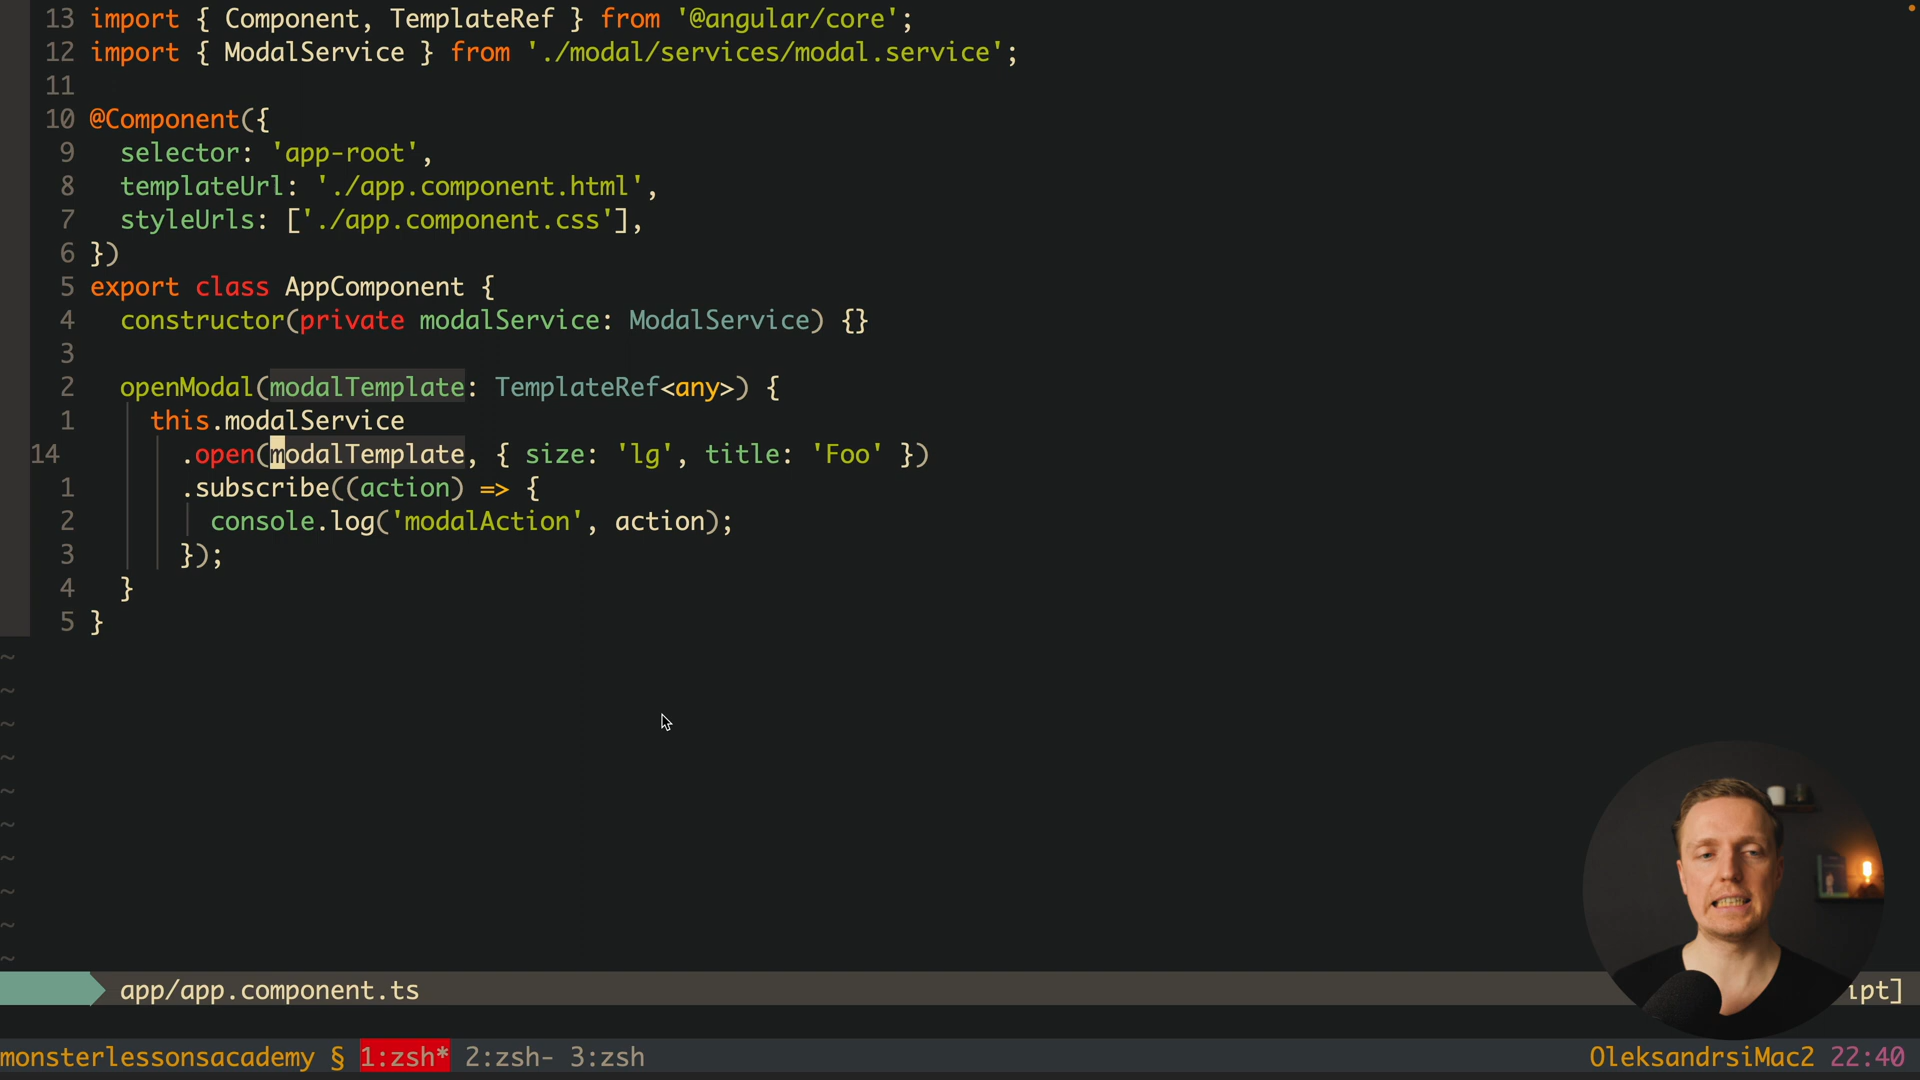 13 import { Component, TemplateRef } from '@angular/core';
12 import { ModalService } from './modal/services/modal.service';
11
10 @Component({
9   selector: 'app-root',
8   templateUrl: './app.component.html',
7   styleUrls: ['./app.component.css'],
6 })
5 export class AppComponent {
4   constructor(private modalService: ModalService) {}
3
2   openModal(modalTemplate: TemplateRef<any>) {
1     this.modalService
14       .open(modalTemplate, { size: 'lg', title: 'Foo' })
1       .subscribe((action) => {
2         console.log('modalAction', action);
3       });
4   }
5 }
~
~
~
~
~
~
~
~
~
~
app/app.component.ts ipt]
monsterlessonsacademy § 1:zsh* 2:zsh- 3:zsh OleksandrsiMac2 22:40